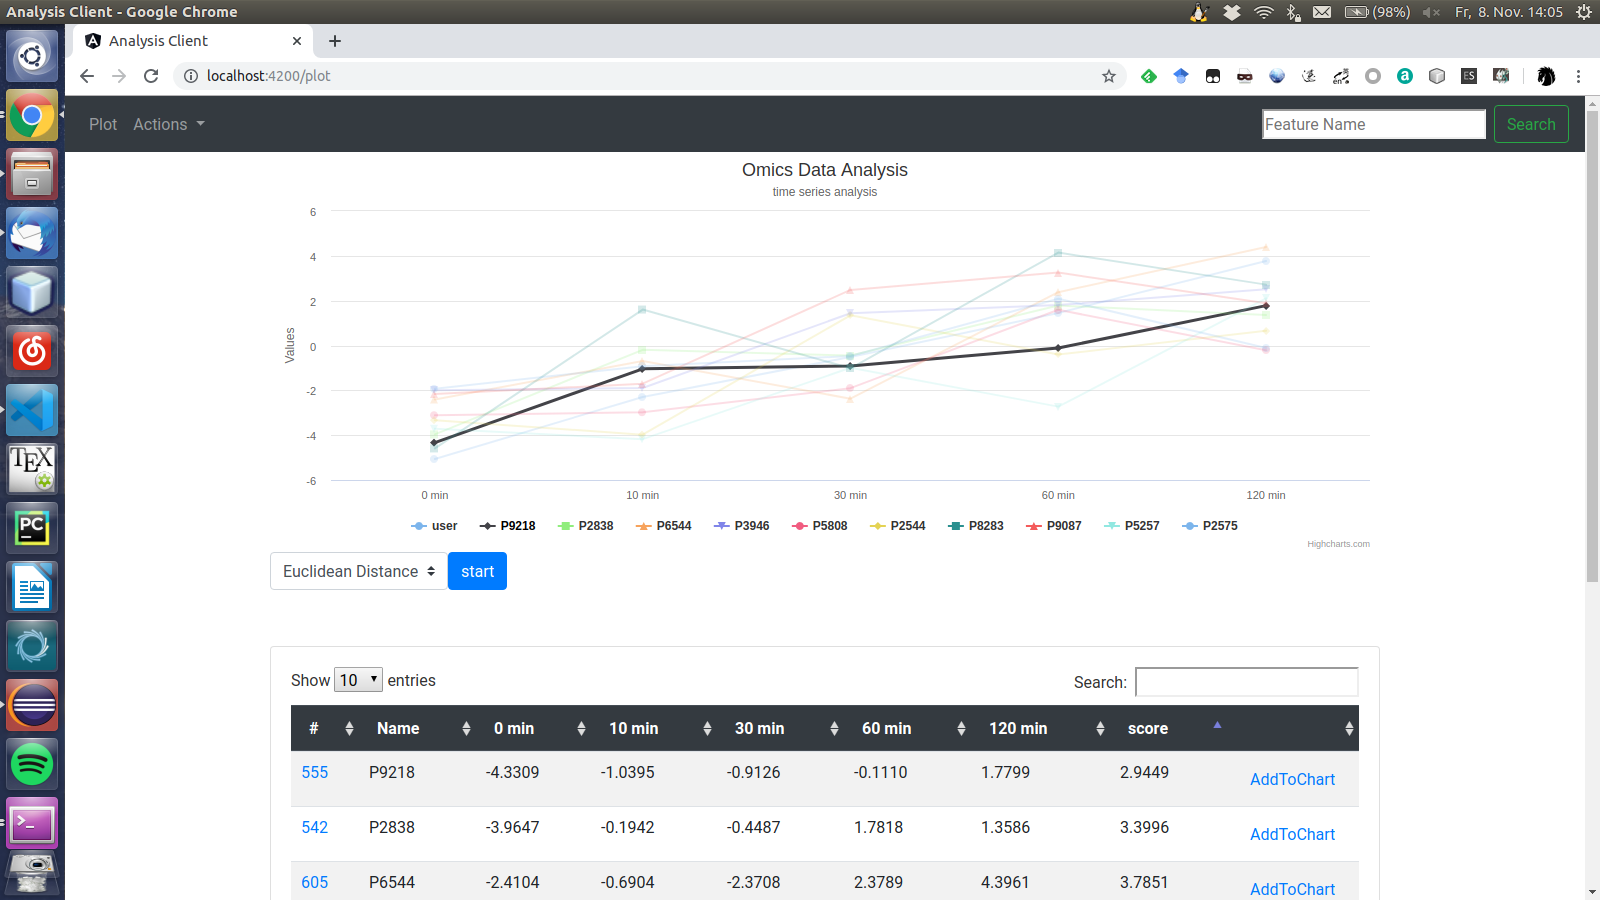 Analysis Client - Google Chrome
(98%)
Fr, 8. Nov. 14:05
Analysis Client
localhost:4200/plot
en
ES
Plot
Actions
Feature Name
Search
Omics Data Analysis
time series analysis
Values
6
4
2
0
-2
-4
-6
0 min
10 min
30 min
60 min
120 min
user
P9218
P2838
P6544
P3946
P5808
P2544
P8283
P9087
P5257
P2575
Highcharts.com
Euclidean Distance
start
Show 10 entries
Search:
# Name 0 min 10 min 30 min 60 min 120 min score
555 P9218 -4.3309 -1.0395 -0.9126 -0.1110 1.7799 2.9449 AddToChart
542 P2838 -3.9647 -0.1942 -0.4487 1.7818 1.3586 3.3996 AddToChart
605 P6544 -2.4104 -0.6904 -2.3708 2.3789 4.3961 3.7851 AddToChart
TEX
PC